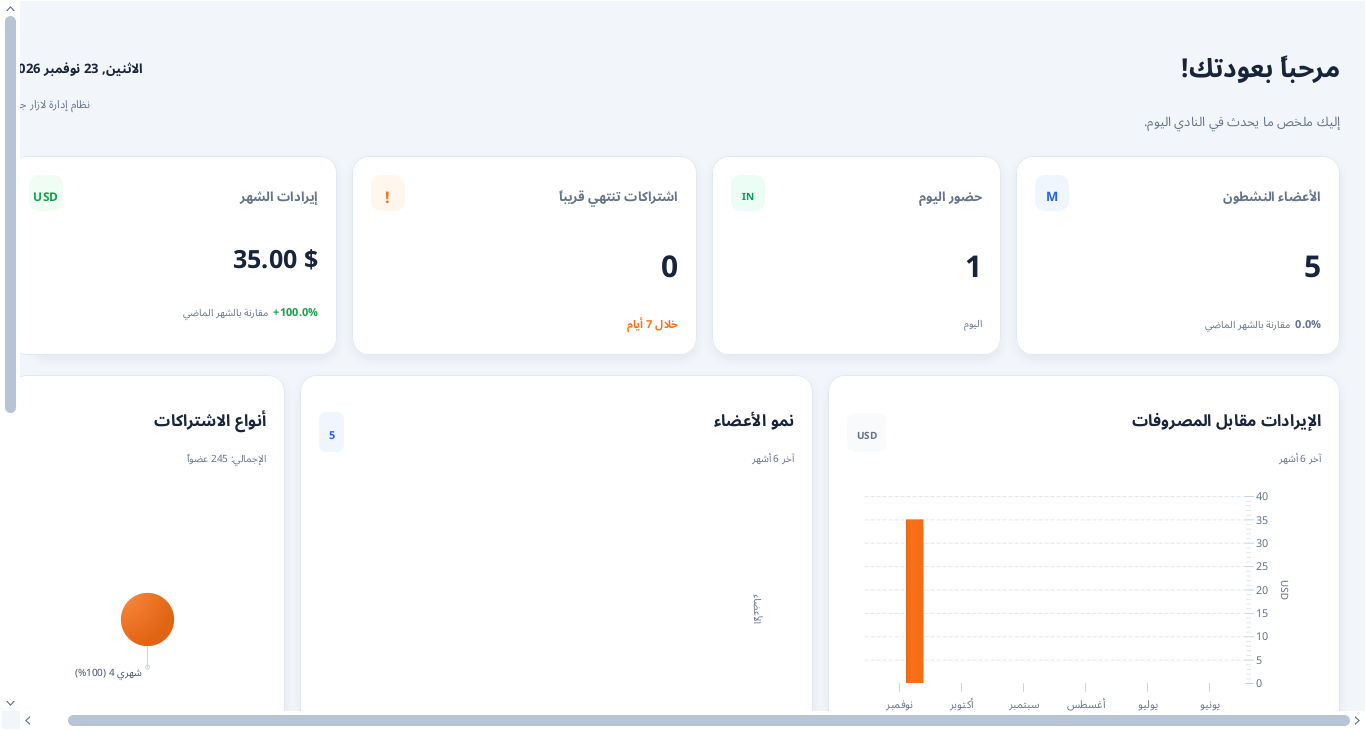 مرحباً بعودتك!
إليك ملخص ما يحدث في النادي اليوم.
الاثنين, 23 نوفمبر
نظام إدارة لازار
الأعضاء النشطون
M
5
0.0% مقارنة بالشهر الماضي
حضور اليوم
IN
1
اليوم
اشتراكات تنتهي قريباً
!
0
خلال 7 أيام
إيرادات الشهر
USD
35.00 $
+100.0% مقارنة بالشهر الماضي
الإيرادات مقابل المصروفات
USD
آخر 6 أشهر
40
35
30
25
20
15
10
5
0
USD
يونيو يوليو أغسطس سبتمبر أكتوبر نوفمبر
نمو الأعضاء
5
آخر 6 أشهر
الأعضاء
أنواع الاشتراكات
الإجمالي: 245 عضواً
شهري 4 (100%)